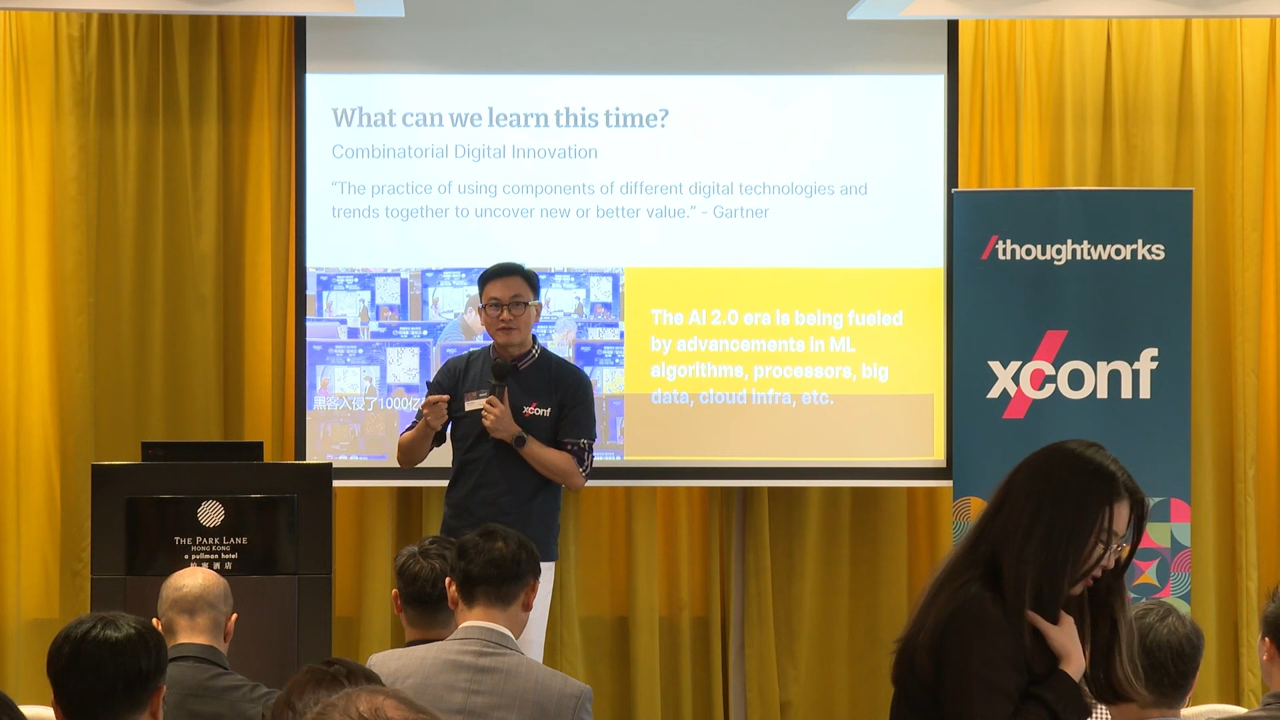 What can we learn this time?
Combinatorial Digital Innovation
“The practice of using components of different digital technologies and
trends together to uncover new or better value.” - Gartner
The AI 2.0 era is being fueled
by advancements in ML
algorithms, processors, big
data, cloud infra, etc.
黑客入侵了1000亿
xconf
/thoughtworks
xconf
THE PARK LANE
HONG KONG
a pullman hotel
柏寧酒店